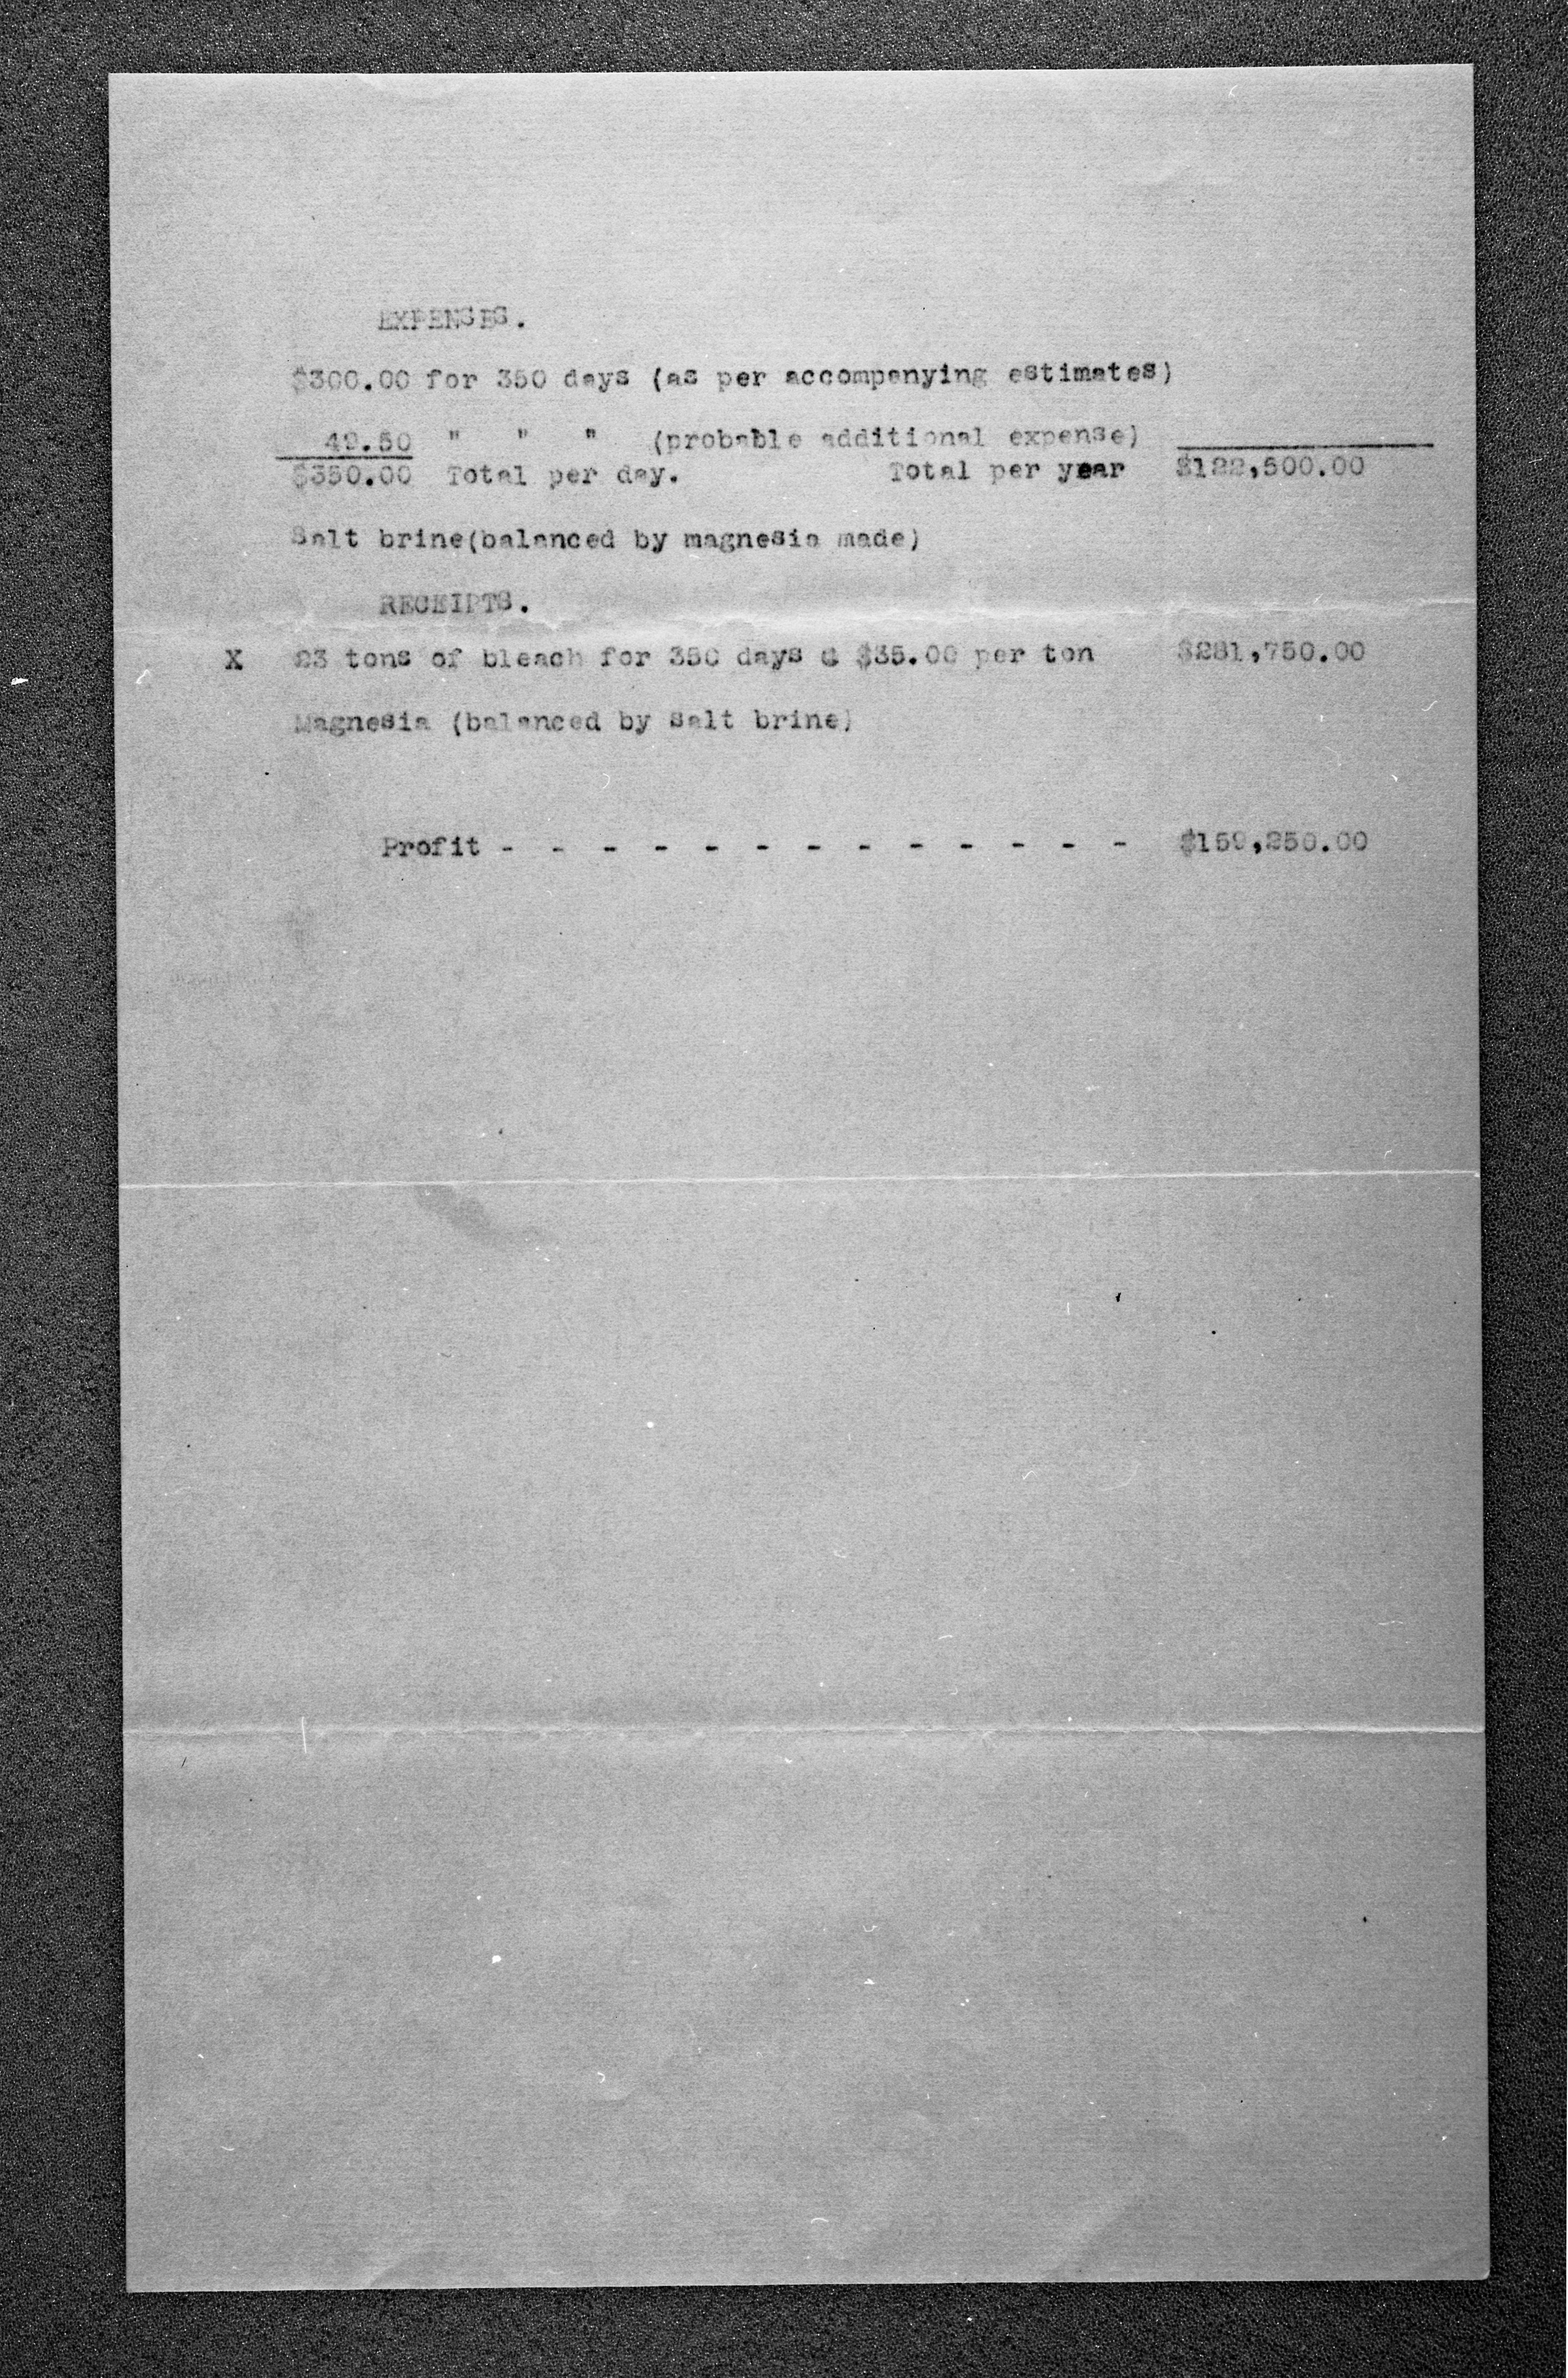 EXPENSES.
$300.00 for 350 days (as per accompanying estimates)
49.50 " " " (probable additional expense)
$350.00 Total per day. Total per year $122,500.00
Salt brine(balanced by magnesia made)
RECEIPTS.
X 23 tons of bleach for 350 days @ $35.00 per ton $281,750.00
Magnesia (balanced by Salt brine)
Profit - - - - - - - - - - - - - $159,250.00